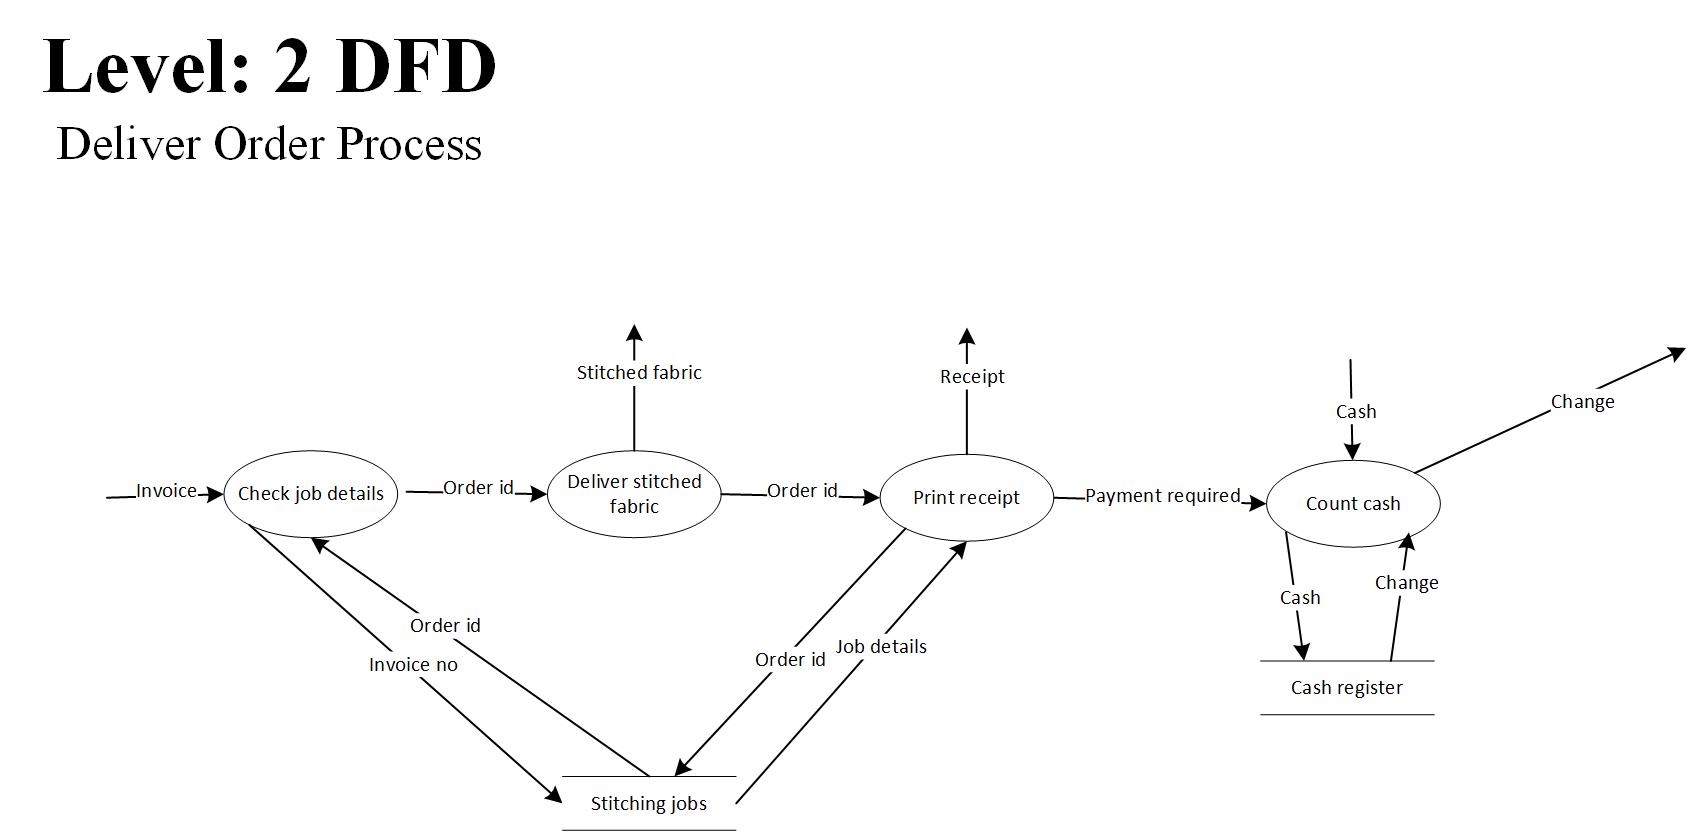 Level: 2 DFD
Deliver Order Process
Stitched fabric
Receipt
Cash
Change
Invoice
Check job details
Order id
Deliver stitched
fabric
Order id
Print receipt
Payment required
Count cash
Order id
Invoice no
Order id
Job details
Cash
Change
Cash register
Stitching jobs